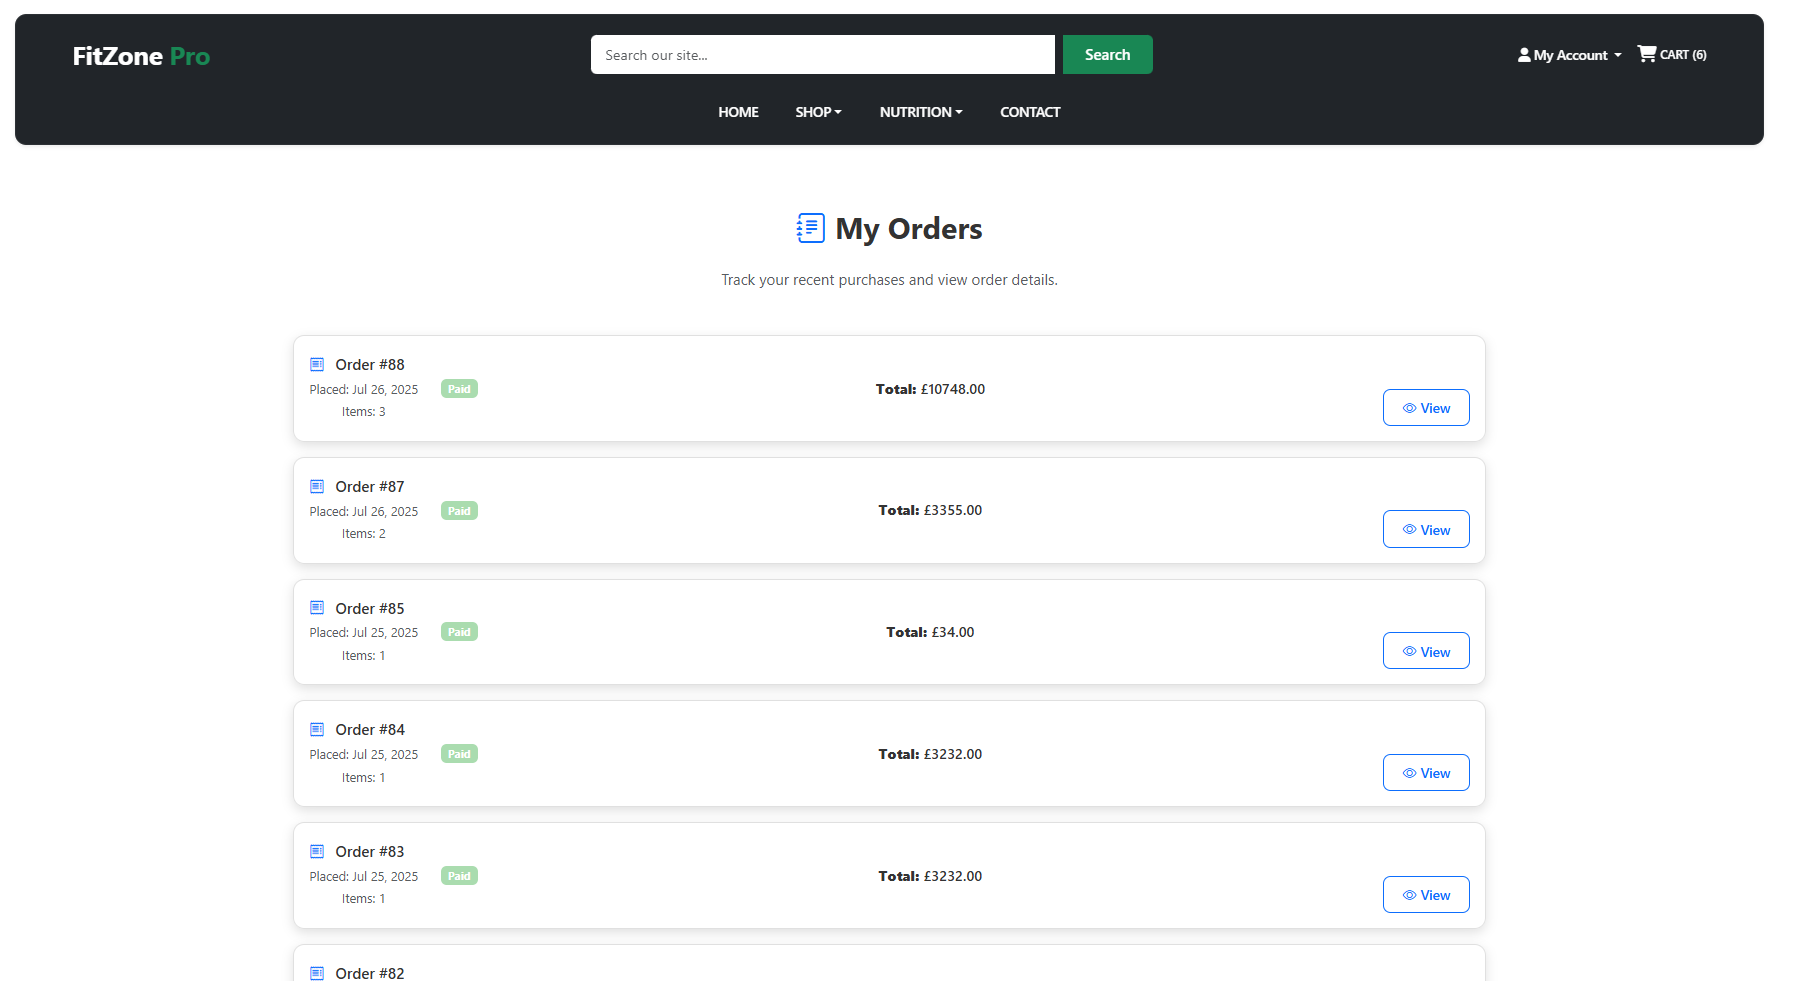 FitZone Pro
Search our site...
Search
My Account
CART (6)
HOME
SHOP
NUTRITION
CONTACT
My Orders
Track your recent purchases and view order details.
Order #88
Placed: Jul 26, 2025
Paid
Items: 3
Total: £10748.00
View
Order #87
Placed: Jul 26, 2025
Paid
Items: 2
Total: £3355.00
View
Order #85
Placed: Jul 25, 2025
Paid
Items: 1
Total: £34.00
View
Order #84
Placed: Jul 25, 2025
Paid
Items: 1
Total: £3232.00
View
Order #83
Placed: Jul 25, 2025
Paid
Items: 1
Total: £3232.00
View
Order #82